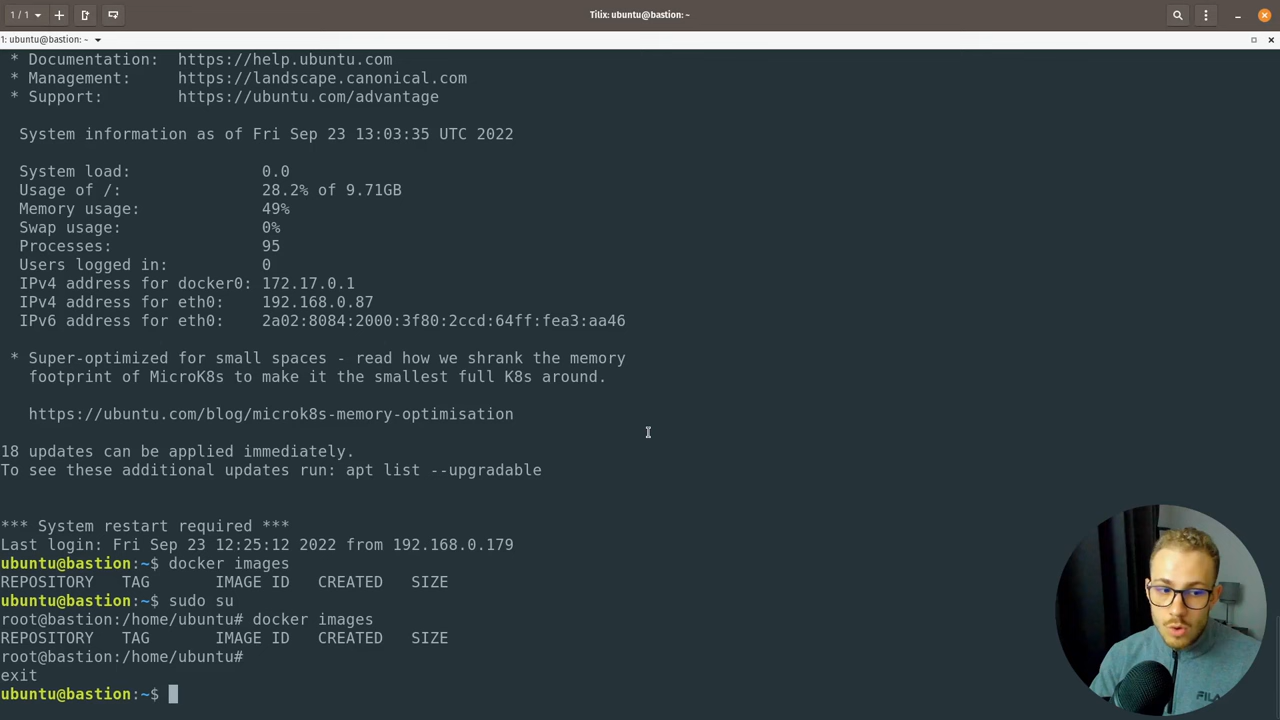 1 / 1
Tilix: ubuntu@bastion: ~
1: ubuntu@bastion: ~
* Documentation:  https://help.ubuntu.com
* Management:     https://landscape.canonical.com
* Support:        https://ubuntu.com/advantage
System information as of Fri Sep 23 13:03:35 UTC 2022
System load:              0.0
Usage of /:               28.2% of 9.71GB
Memory usage:             49%
Swap usage:               0%
Processes:                95
Users logged in:          0
IPv4 address for docker0: 172.17.0.1
IPv4 address for eth0:    192.168.0.87
IPv6 address for eth0:    2a02:8084:2000:3f80:2ccd:64ff:fea3:aa46
* Super-optimized for small spaces - read how we shrank the memory
footprint of MicroK8s to make it the smallest full K8s around.
https://ubuntu.com/blog/microk8s-memory-optimisation
18 updates can be applied immediately.
To see these additional updates run: apt list --upgradable
*** System restart required ***
Last login: Fri Sep 23 12:25:12 2022 from 192.168.0.179
ubuntu@bastion:~$ docker images
REPOSITORY   TAG       IMAGE ID   CREATED   SIZE
ubuntu@bastion:~$ sudo su
root@bastion:/home/ubuntu# docker images
REPOSITORY   TAG       IMAGE ID   CREATED   SIZE
root@bastion:/home/ubuntu#
exit
ubuntu@bastion:~$
FILA